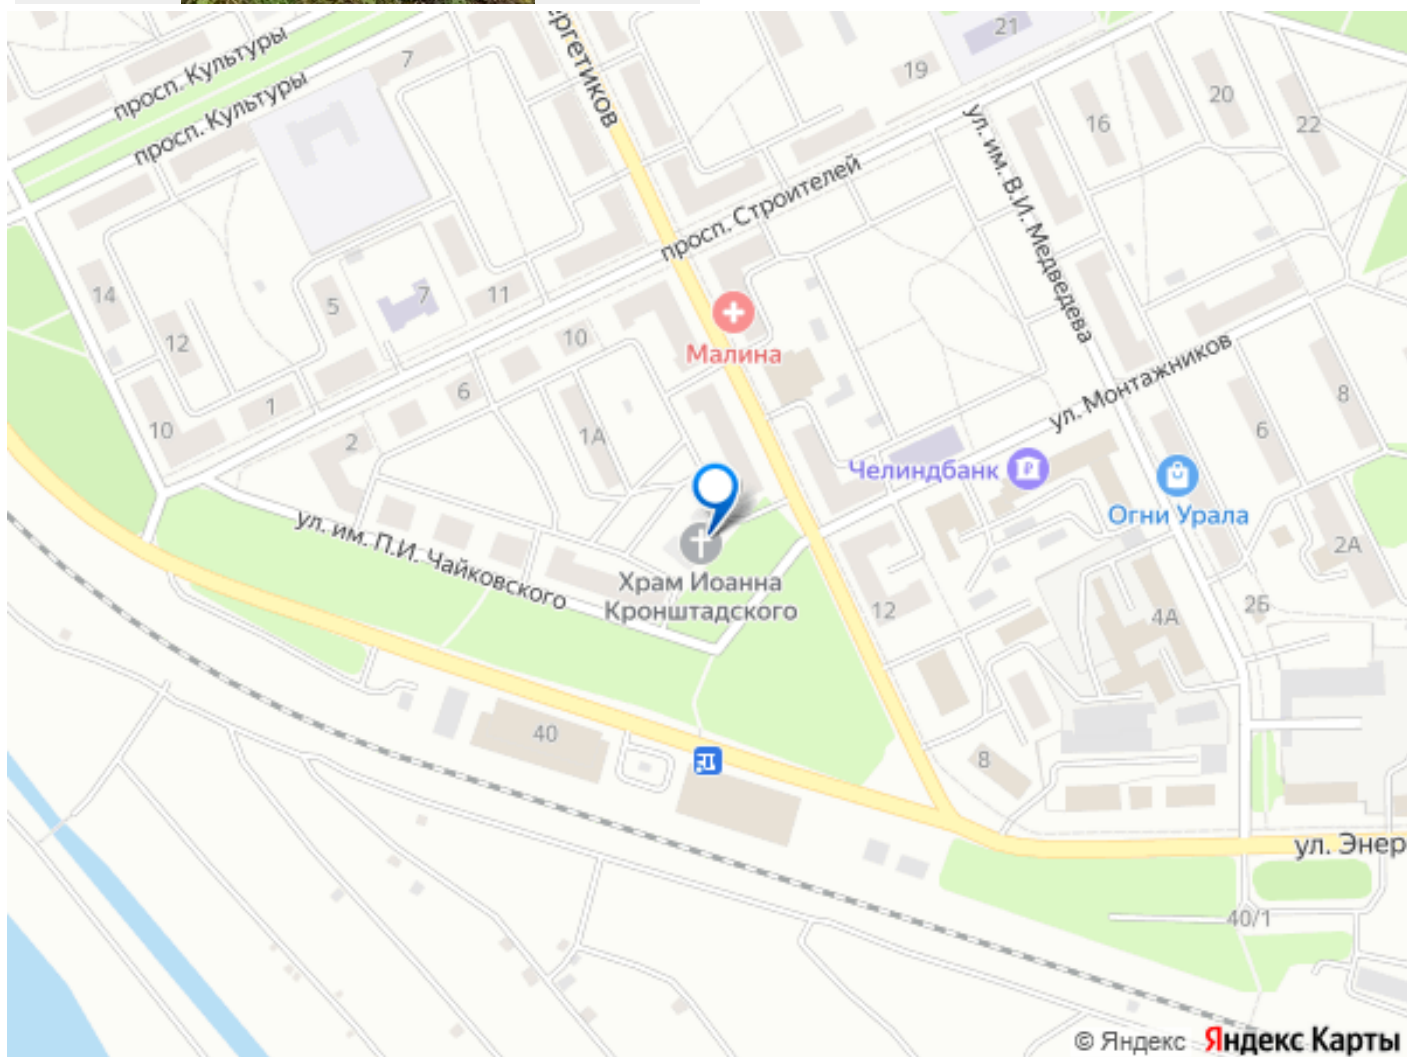 ргетиков
21
просп. Культуры
7
19
просп. Культуры
20
16
22
ул. им. В.И. Медведева
просп. Строителей
14
5
7
11
12
Малина
10
ул. Монтажников
6
8
1
10
2
1А
6
Челиндбанк
Огни Урала
ул. им. П.И. Чайковского
2А
Храм Иоанна
Кронштадского
12
2Б
4А
40
8
ул. Энер
40/1
© Яндекс Яндекс Карты